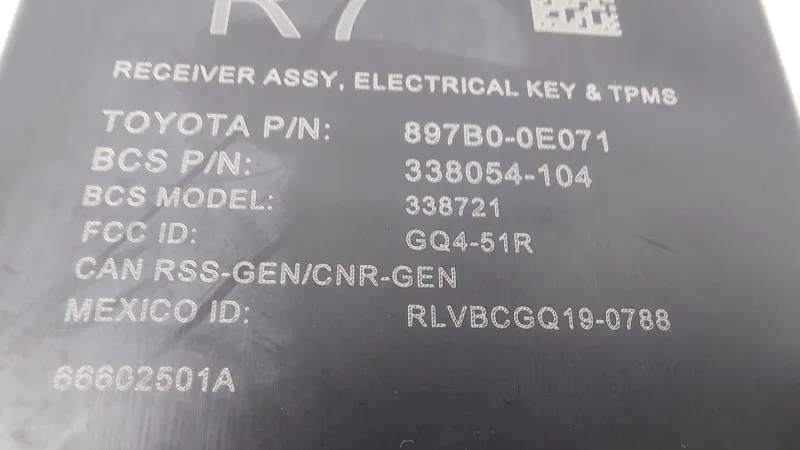 R7
RECEIVER ASSY, ELECTRICAL KEY & TPMS
TOYOTA P/N: 897B0-0E071
BCS P/N: 338054-104
BCS MODEL: 338721
FCC ID: GQ4-51R
CAN RSS-GEN/CNR-GEN
MEXICO ID: RLVBCGQ19-0788
66602501A